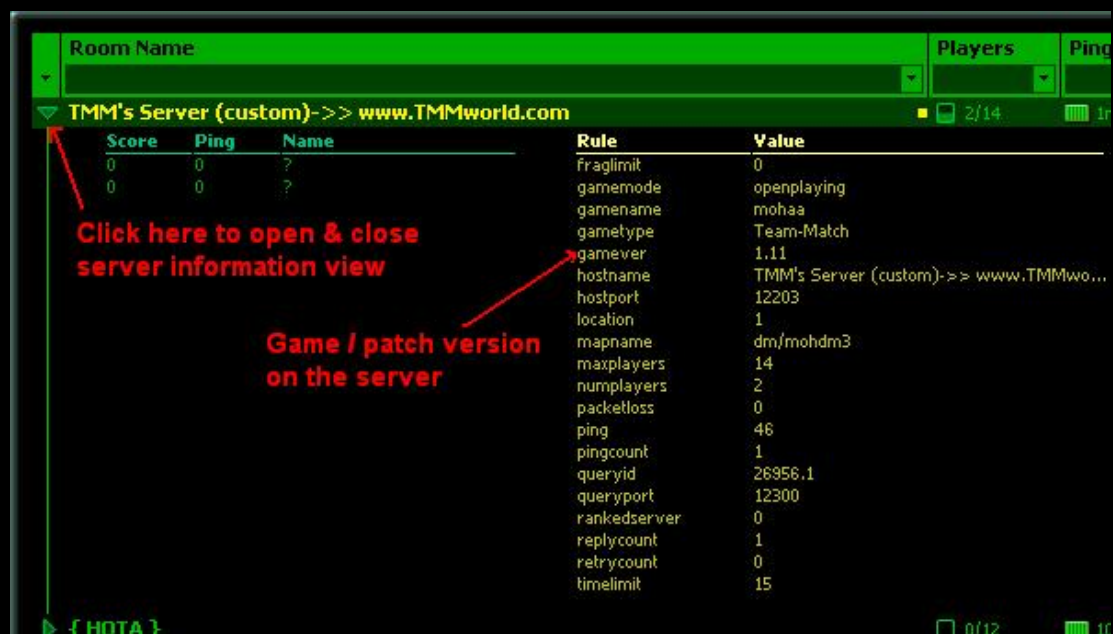 Room Name Players Ping
TMM's Server (custom)->> www.TMMworld.com 2/14
Score Ping Name Rule Value
0 0 ? fraglimit 0
0 0 ? gamemode openplaying
gamename mohaa
Click here to open & close gametype Team-Match
server information view gamever 1.11
hostname TMM's Server (custom)->> www.TMMwo...
hostport 12203
location 1
Game / patch version mapname dm/mohdm3
on the server maxplayers 14
numplayers 2
packetloss 0
ping 46
pingcount 1
queryid 26956.1
queryport 12300
rankedserver 0
replycount 1
retrycount 0
timelimit 15
{ HOTA } 0/12